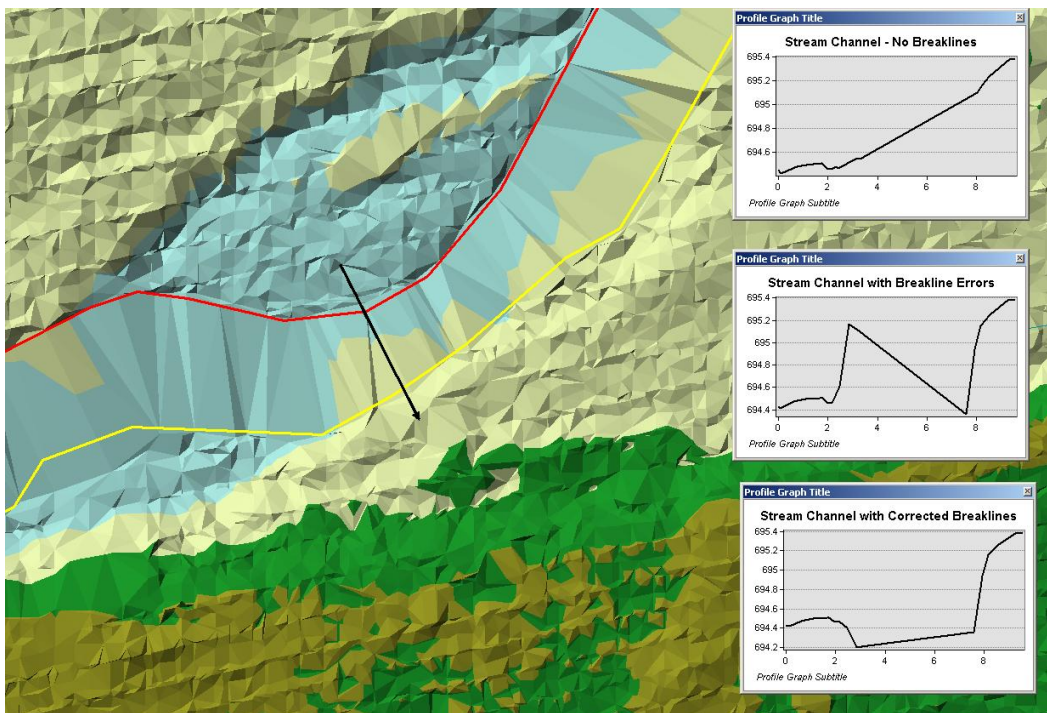 Profile Graph Title
Stream Channel - No Breaklines
695.4
695.2
695
694.8
694.6
0 2 4 6 8
Profile Graph Subtitle
Profile Graph Title
Stream Channel with Breakline Errors
695.4
695.2
695
694.8
694.6
694.4
0 2 4 6 8
Profile Graph Subtitle
Profile Graph Title
Stream Channel with Corrected Breaklines
695.4
695.2
695
694.8
694.6
694.4
694.2
0 2 4 6 8
Profile Graph Subtitle